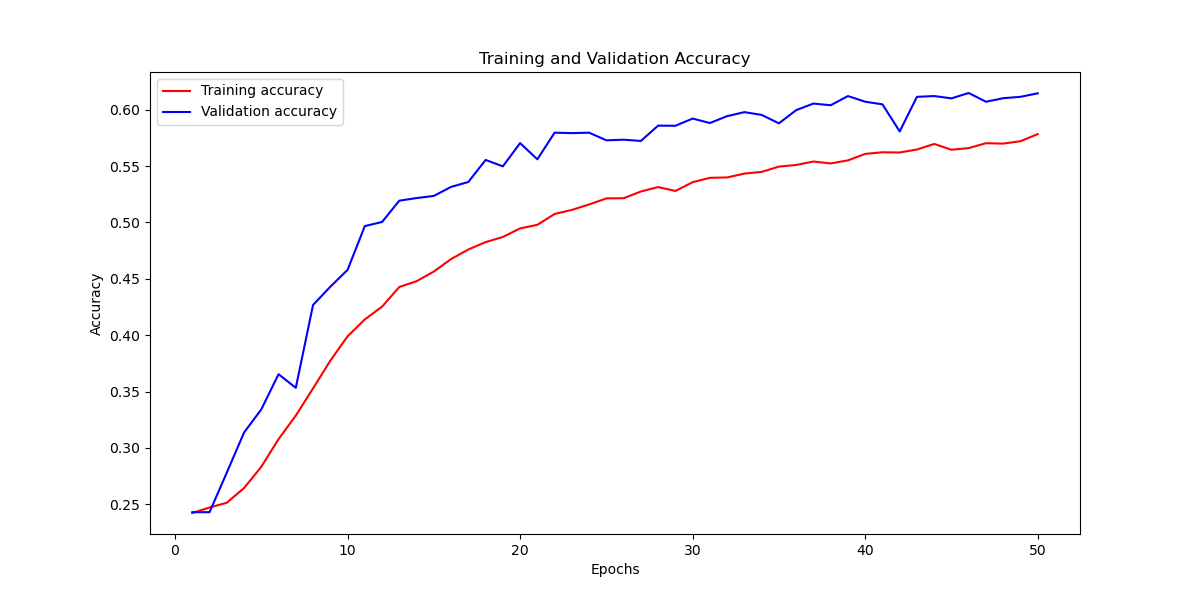 Training and Validation Accuracy
Training accuracy
Validation accuracy
Accuracy
0.60
0.55
0.50
0.45
0.40
0.35
0.30
0.25
0
10
20
30
40
50
Epochs